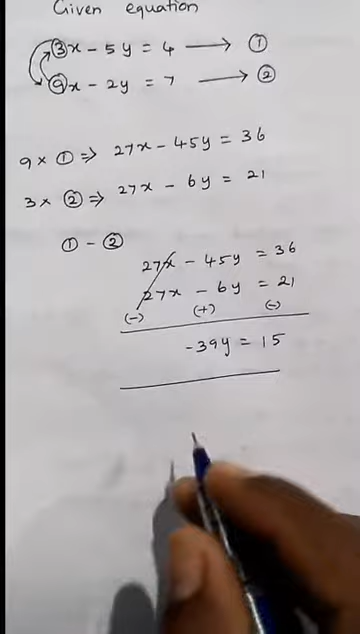 Given equation
3x - 5y = 4 ⟶ ①
9x - 2y = 7 ⟶ ②
9 × ① ⇒ 27x - 45y = 36
3 × ② ⇒ 27x - 6y = 21
① - ②
27x - 45y = 36
27x - 6y = 21
(-) (+) (-)
-39y = 15